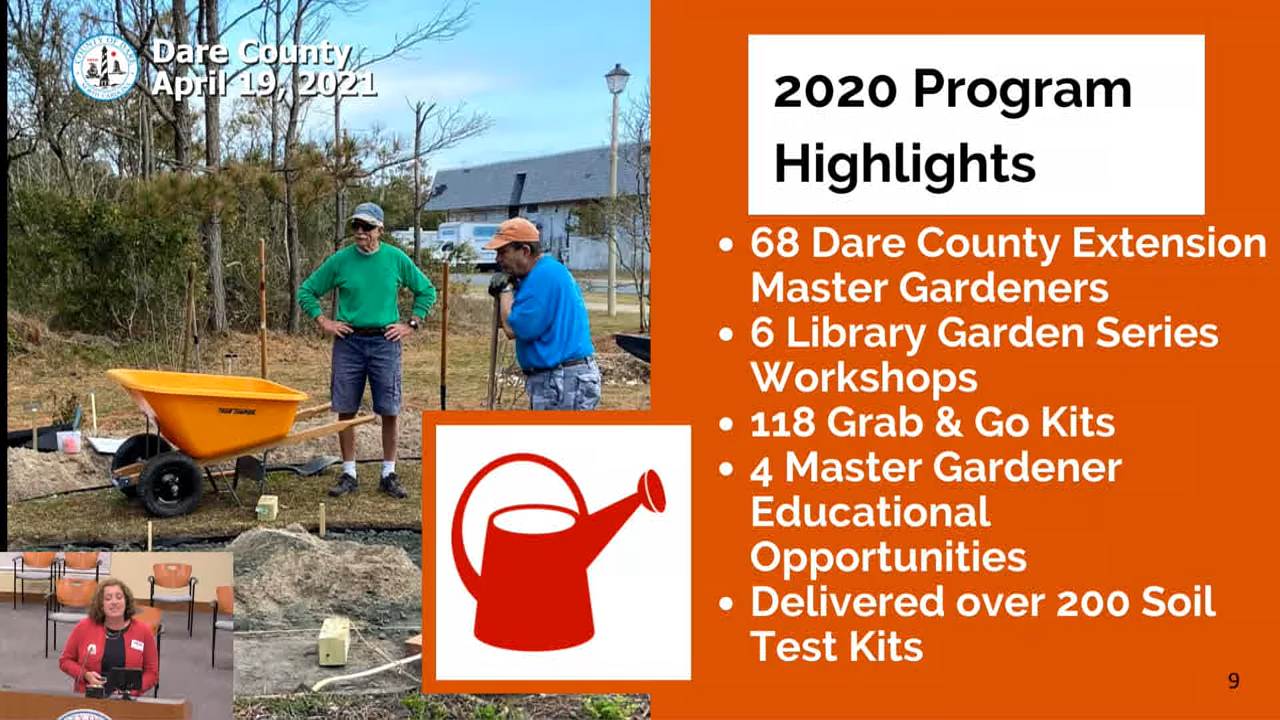 Dare County
April 19, 2021
2020 Program
Highlights
• 68 Dare County Extension
Master Gardeners
• 6 Library Garden Series
Workshops
• 118 Grab & Go Kits
• 4 Master Gardener
Educational
Opportunities
• Delivered over 200 Soil
Test Kits
9